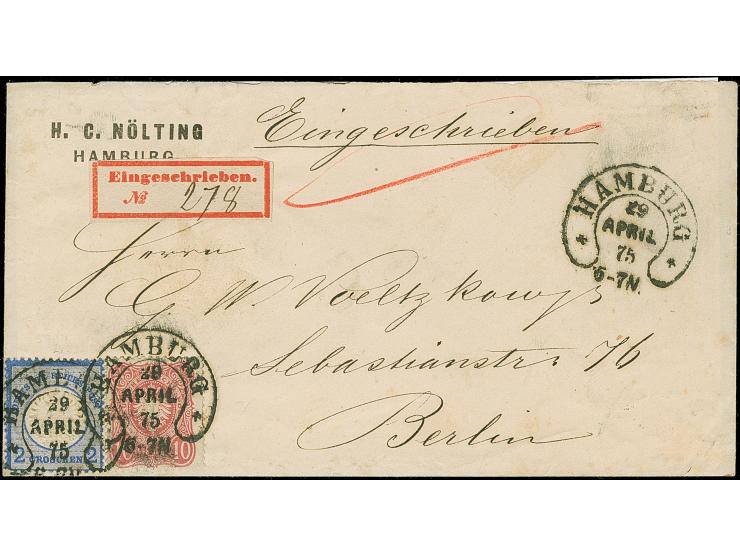 H. C. NÖLTING
HAMBURG
Eingeschrieben
Eingeschrieben.
№ 278
HAMBURG
29
APRIL
75
6-7N.
Herrn
G W. Voeltzkow
Sebastianstr. 76
Berlin
HAMBURG
29
APRIL
75
6-7N
10
HAMB
29
APRIL
75
2 GROSCHEN 2